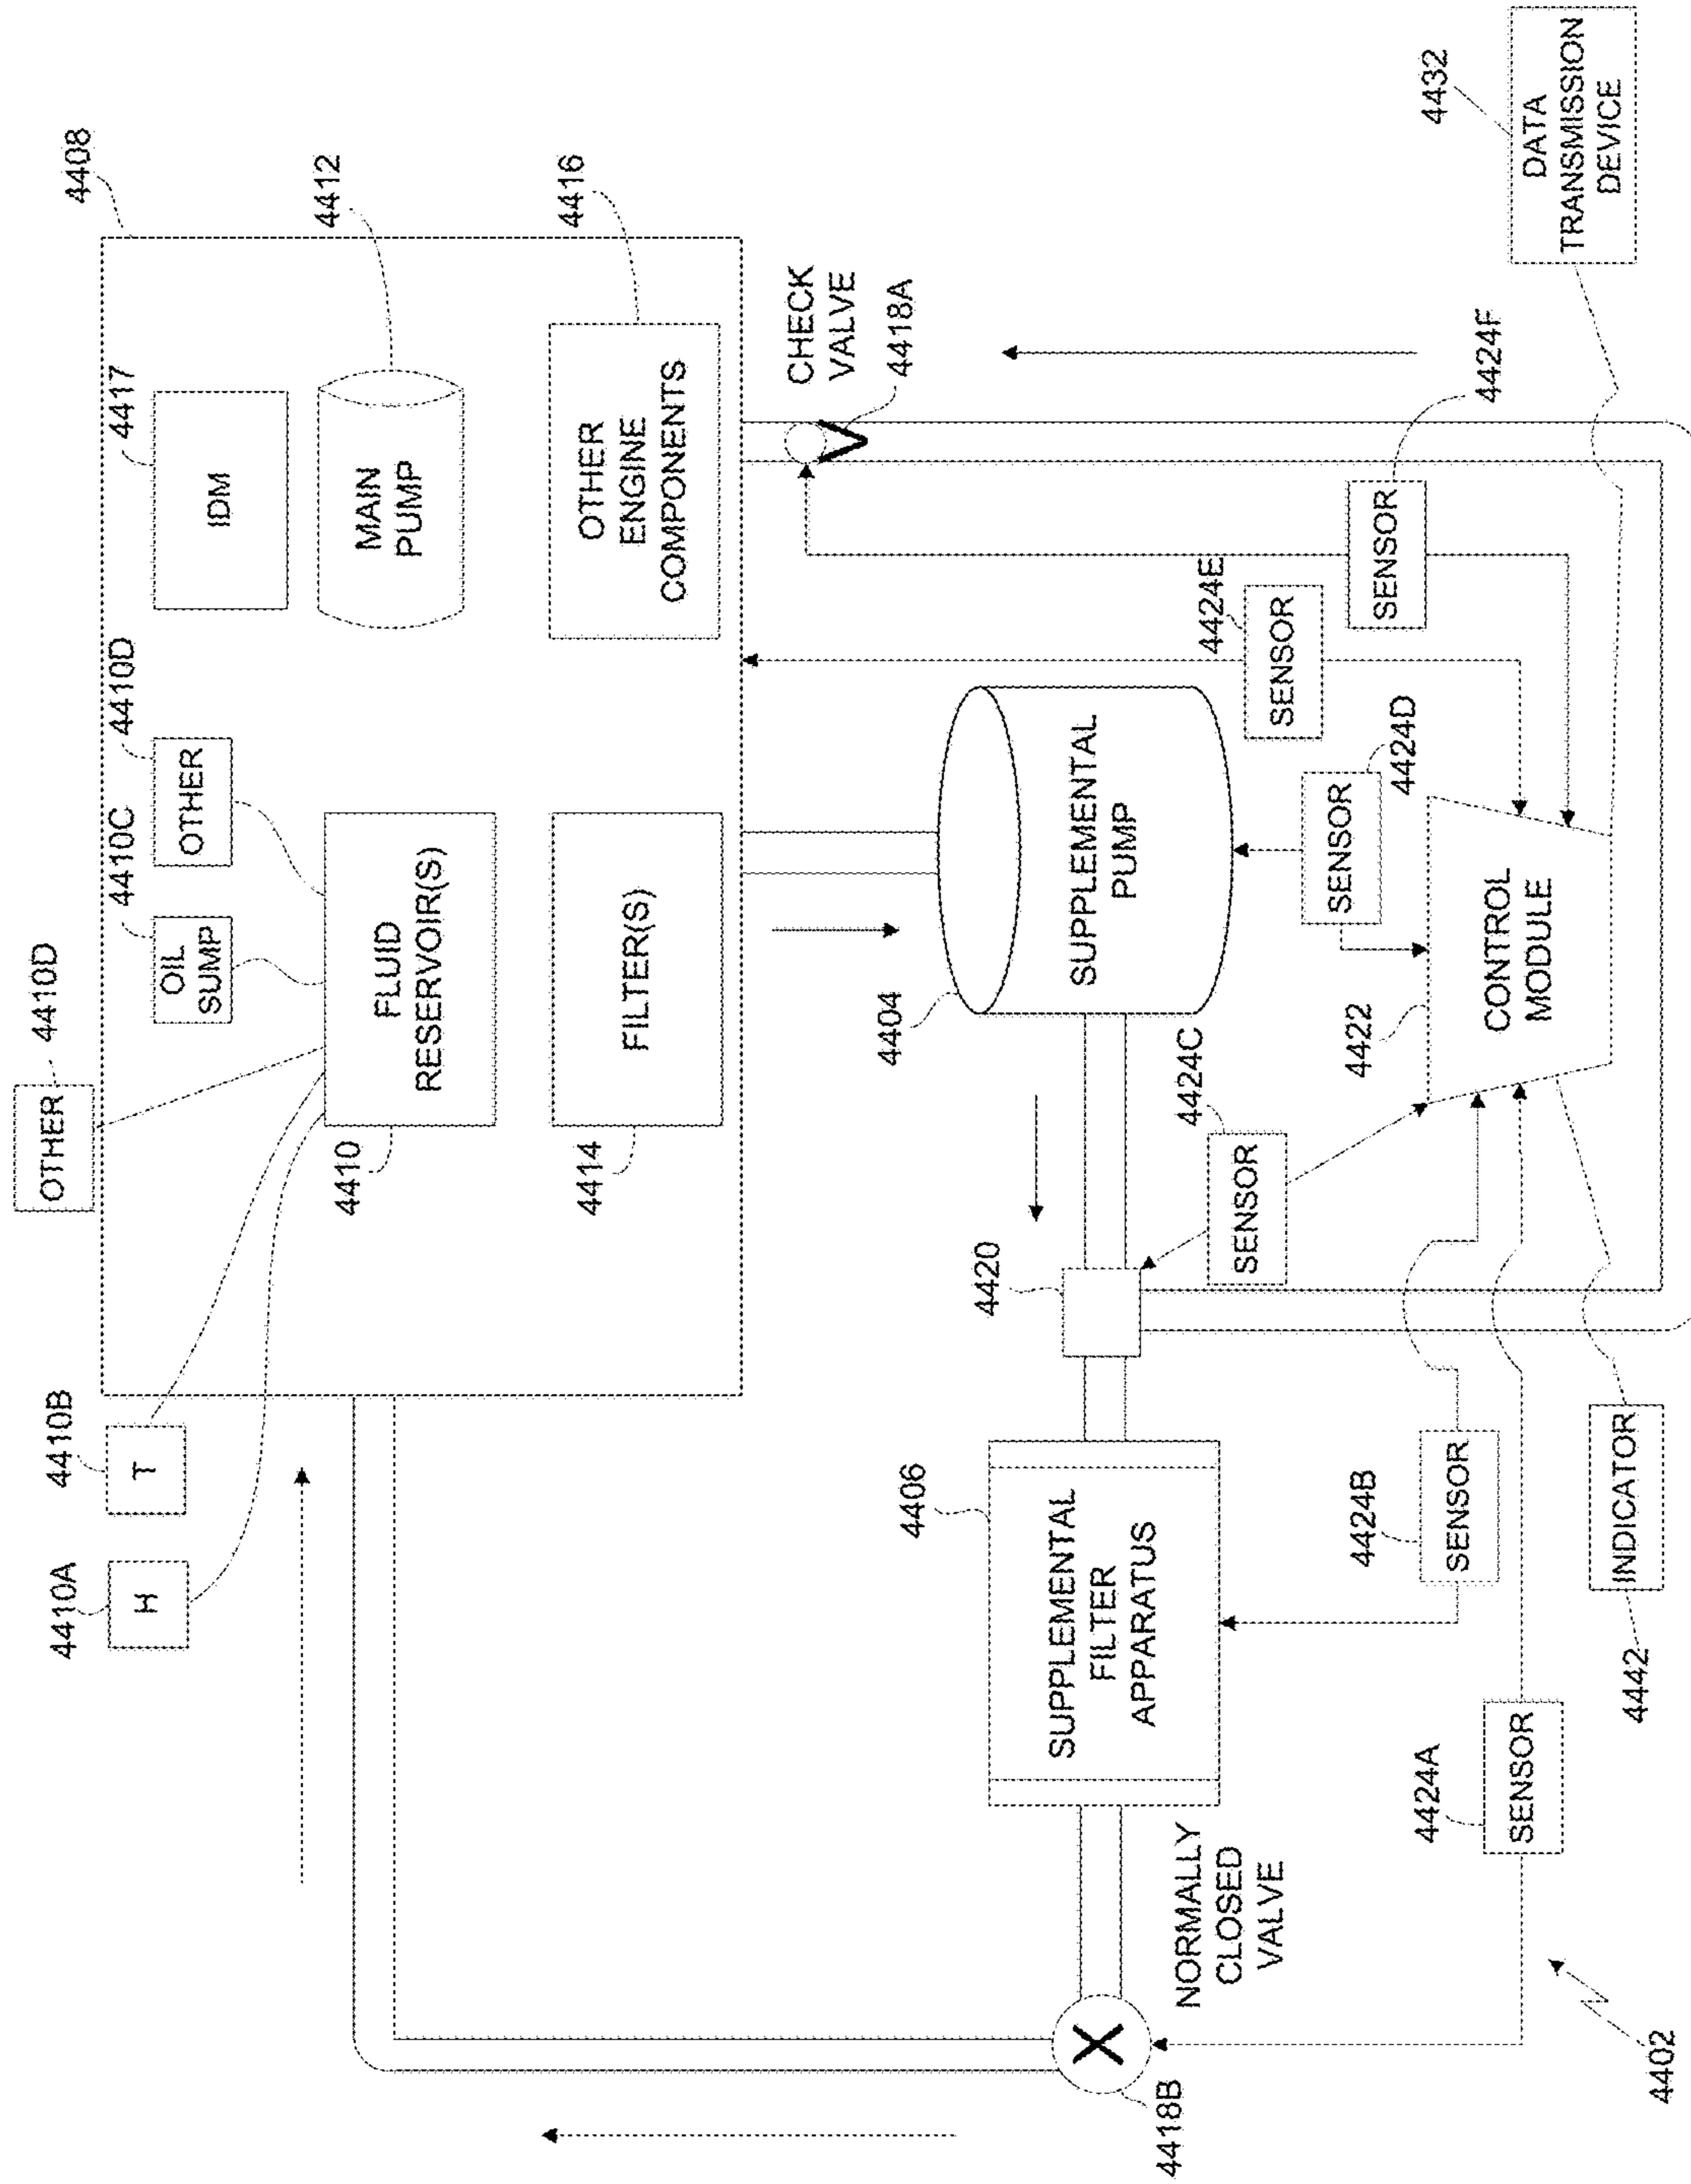 OTHER
4410D
4408
4410B
T
4410A
H
OIL
SUMP
4410C
OTHER
4410D
IDM
4417
FLUID
RESERVOIR(S)
4410
MAIN
PUMP
4412
FILTER(S)
4414
OTHER
ENGINE
COMPONENTS
4416
CHECK
VALVE
4418A
4404
SUPPLEMENTAL
PUMP
4406
SUPPLEMENTAL
FILTER
APPARATUS
4420
4418B
NORMALLY
CLOSED
VALVE
4424C
SENSOR
4424E
SENSOR
4424D
SENSOR
4424F
SENSOR
4422
CONTROL
MODULE
4424B
SENSOR
4424A
SENSOR
4432
DATA
TRANSMISSION
DEVICE
4442
INDICATOR
4402